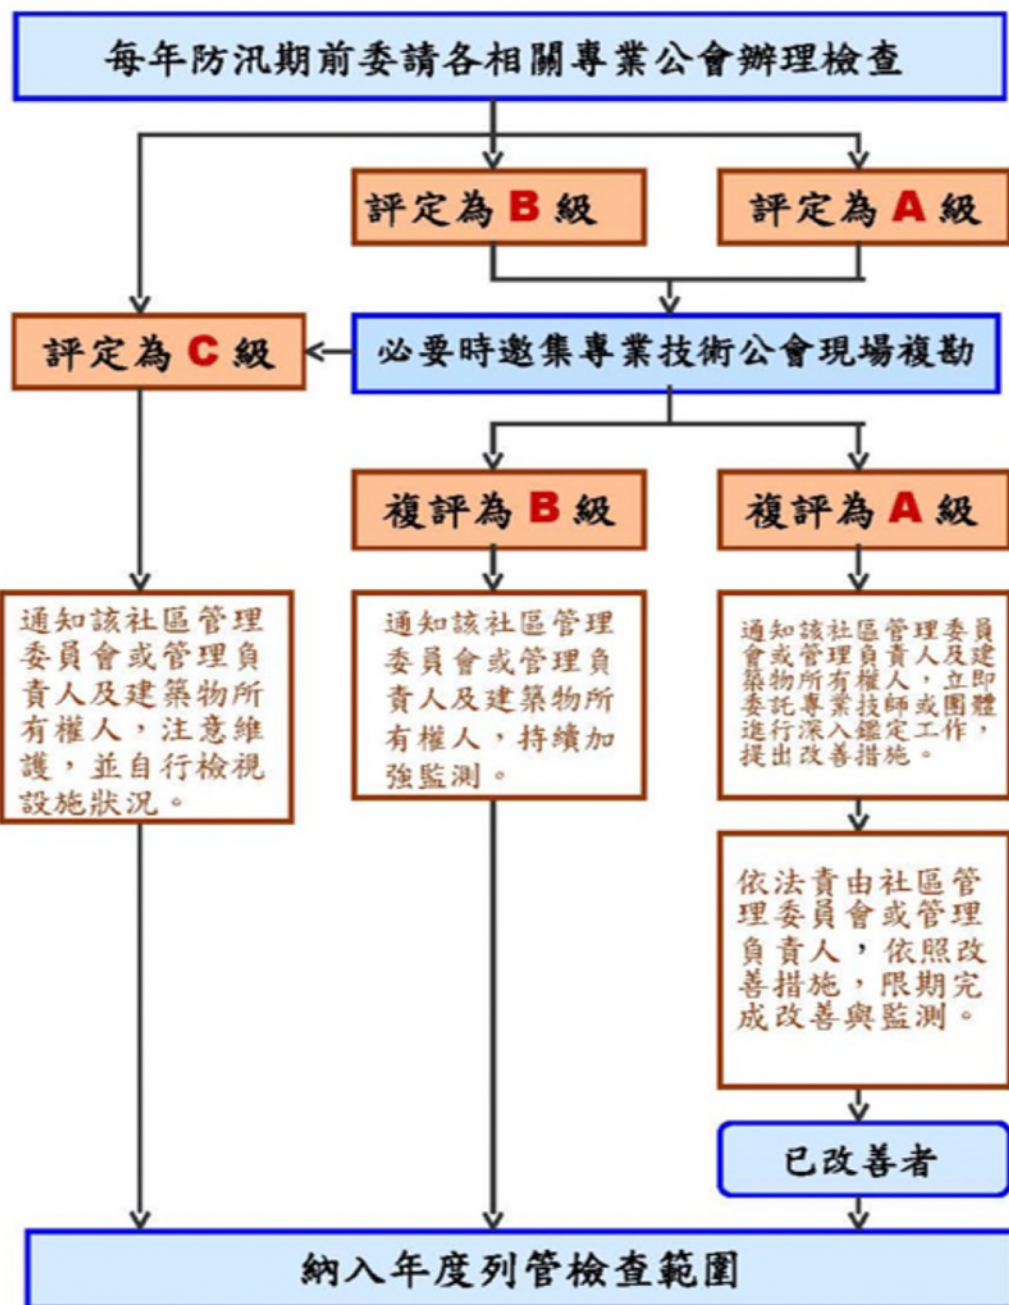 每年防汛期前委請各相關專業公會辦理檢查
評定為 B 級
評定為 A 級
評定為 C 級
必要時邀集專業技術公會現場複勘
複評為 B 級
複評為 A 級
通知該社區管理
委員會或管理負
責人及建築物所
有權人，注意維
護，並自行檢視
設施狀況。
通知該社區管理
委員會或管理負
責人及建築物所
有權人，持續加
強監測。
通知該社區管理委員
會或管理負責人及建
築物所有權人，立即
委託專業技師或團體
進行深入鑑定工作，
提出改善措施。
依法責由社區管
理委員會或管理
負責人，依照改
善措施，限期完
成改善與監測。
已改善者
納入年度列管檢查範圍